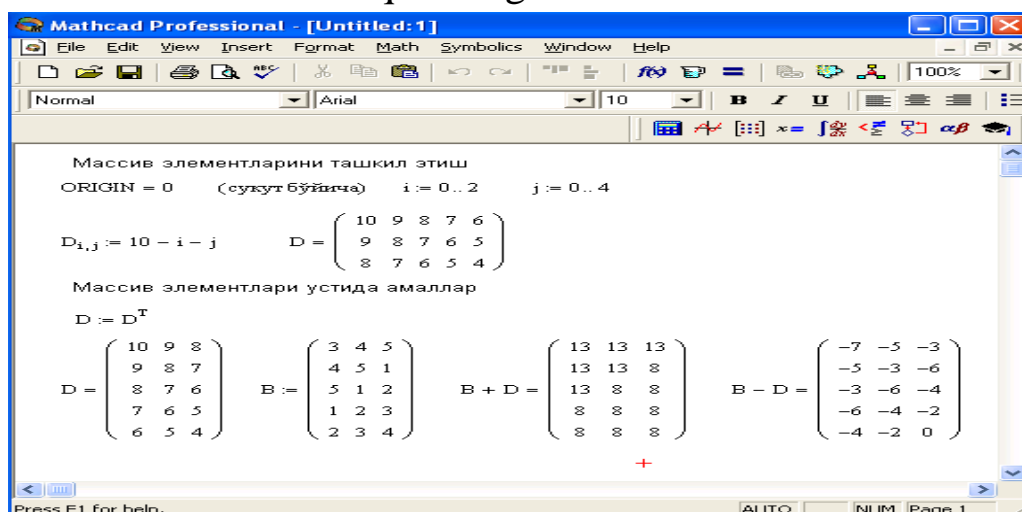 Mathcad Professional - [Untitled:1]
File Edit View Insert Format Math Symbolics Window Help
100%
Normal Arial 10 B I U
Массив элементларини ташкил этиш
ORIGIN = 0 (сукут бўйича) i := 0.. 2 j := 0.. 4
D i, j := 10 − i − j D = ( 10 9 8 7 6
9 8 7 6 5
8 7 6 5 4 )
Массив элементлари устида амаллар
D := D^T
D = ( 10 9 8
9 8 7
8 7 6
7 6 5
6 5 4 )
B := ( 3 4 5
4 5 1
5 1 2
1 2 3
2 3 4 )
B + D = ( 13 13 13
13 13 8
13 8 8
8 8 8
8 8 8 )
B − D = ( −7 −5 −3
−5 −3 −6
−3 −6 −4
−6 −4 −2
−4 −2 0 )
Press F1 for help. AUTO NUM Page 1